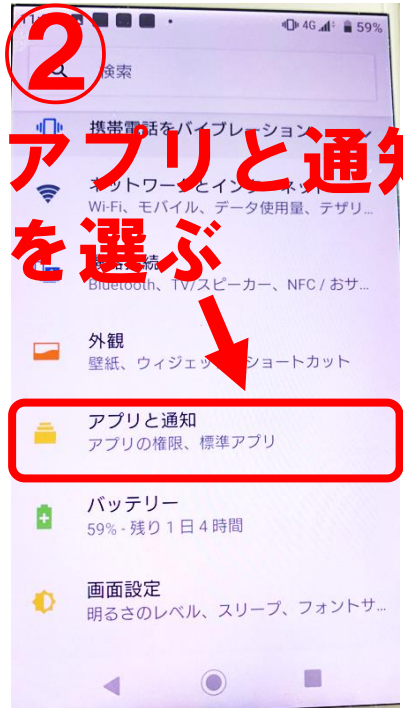 4G 59%
②
検索
携帯電話をバイブレーション
アプリと通知
を選ぶ
Wi-Fi、モバイル、データ使用量、テザリ...
Bluetooth、TV/スピーカー、NFC / おサ...
外観
壁紙、ウィジェッ ショートカット
アプリと通知
アプリの権限、標準アプリ
バッテリー
59% - 残り 1 日 4 時間
画面設定
明るさのレベル、スリープ、フォントサ...